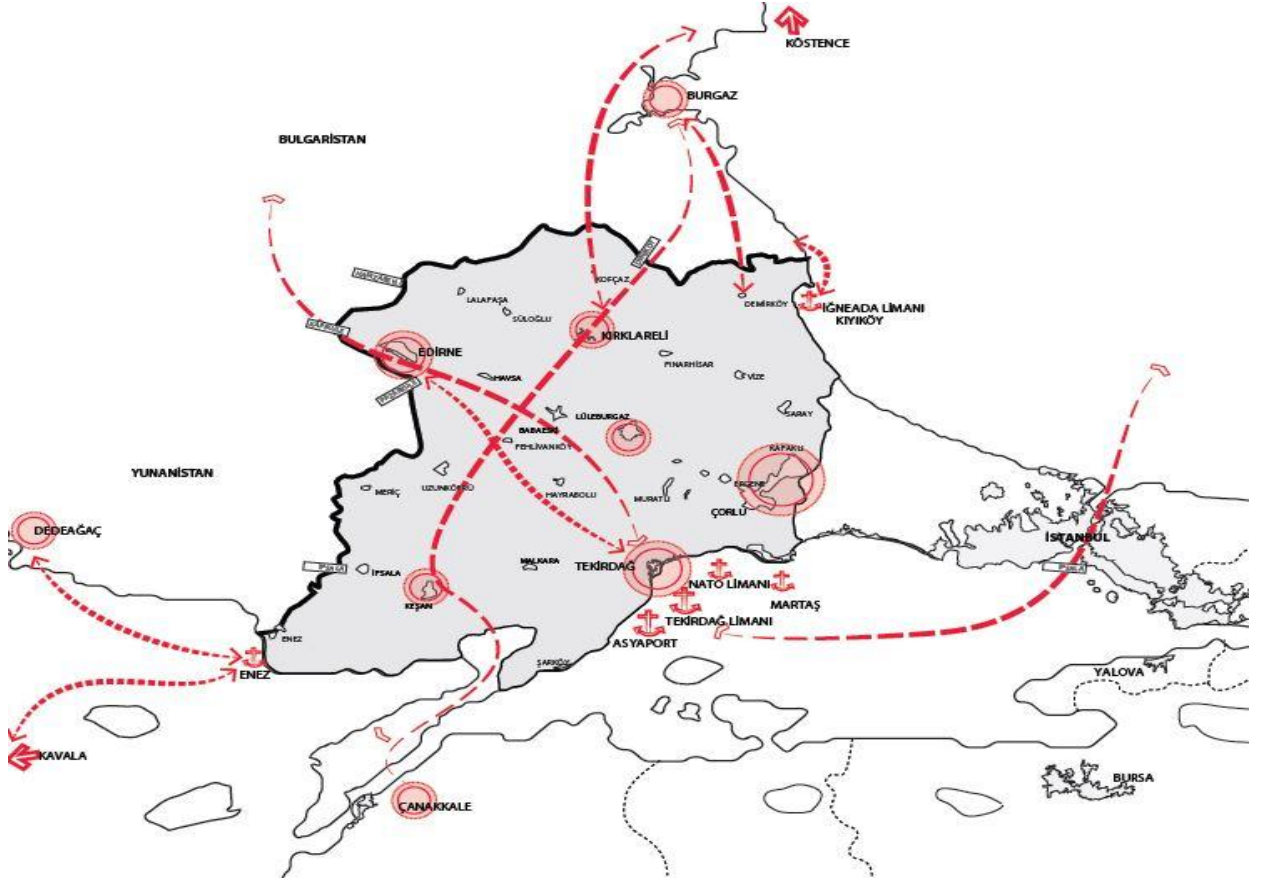 KÖSTENCE
BURGAZ
BULGARİSTAN
KOFÇAZ
LALAPAŞA
SÜLOĞLU
DEMİRKÖY
İĞNEADA LİMANI
KIYIKÖY
KIRKLARELİ
EDİRNE
PINARHİSAR
HAVSA
VİZE
SARAY
LÜLEBURGAZ
BABAESKİ
PEHLİVANKÖY
YUNANİSTAN
UZUNKÖPRÜ
MERİÇ
HAYRABOLU
MURATLI
ERGENE
ÇORLU
DEDEAĞAÇ
İSTANBUL
İPSALA
İPSALA
İPSALA
MALKARA
TEKİRDAĞ
NATO LİMANI
MARTAŞ
KEŞAN
TEKİRDAĞ LİMANI
ASYAPORT
ENEZ
ENEZ
ŞARKÖY
YALOVA
KAVALA
BURSA
ÇANAKKALE